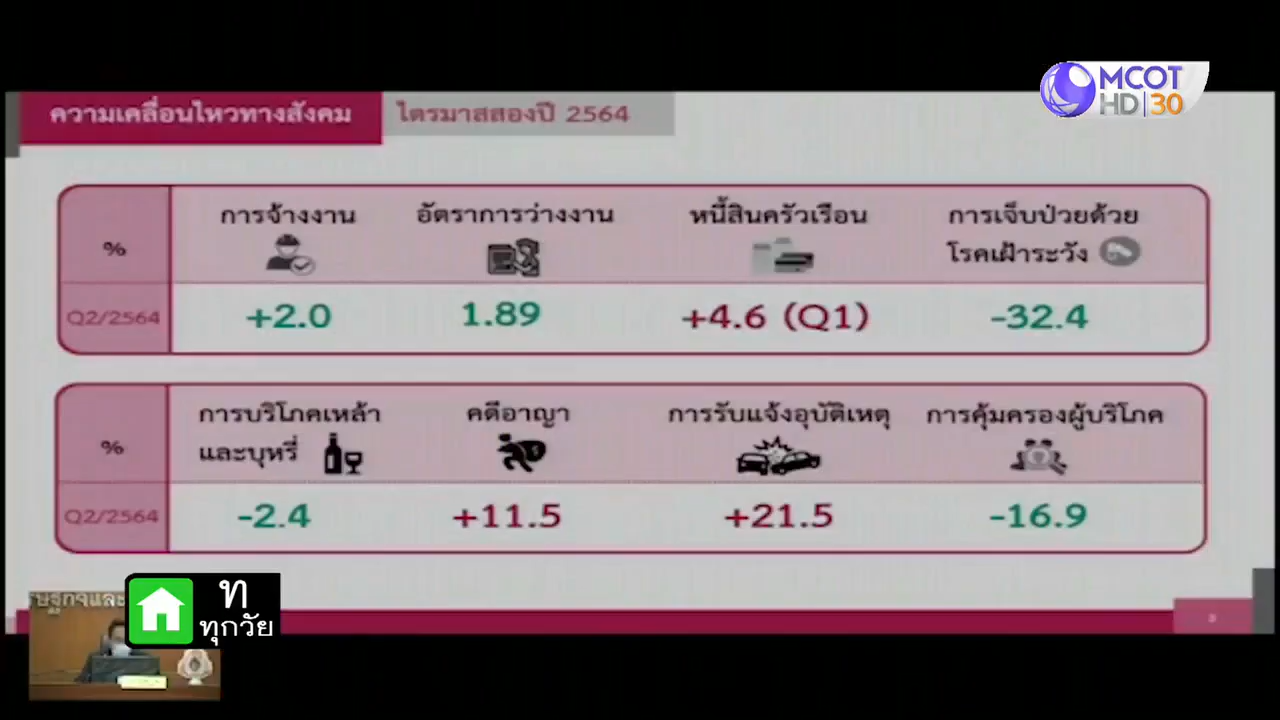 MCOT
HD 30
ความเคลื่อนไหวทางสังคม ไตรมาสสองปี 2564
% การจ้างงาน อัตราการว่างงาน หนี้สินครัวเรือน การเจ็บป่วยด้วย
โรคเฝ้าระวัง
Q2/2564 +2.0 1.89 +4.6 (Q1) -32.4
% การบริโภคเหล้า คดีอาญา การรับแจ้งอุบัติเหตุ การคุ้มครองผู้บริโภค
และบุหรี่
Q2/2564 -2.4 +11.5 +21.5 -16.9
ท
ทุกวัย